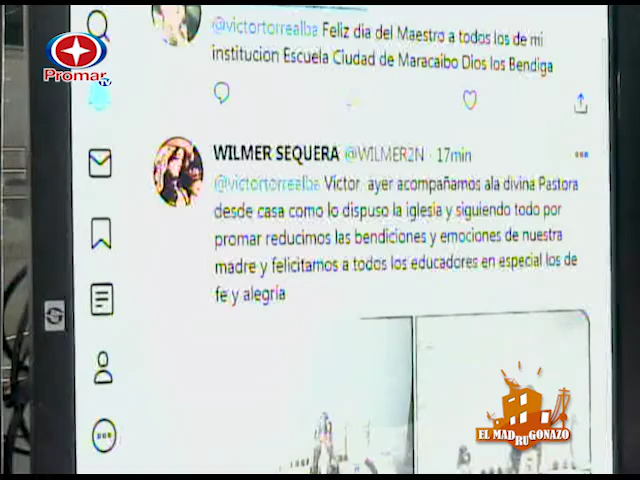 Promar
TV
@victortorrealba Feliz dia del Maestro a todos los de mi
institucion Escuela Ciudad de Maracaibo Dios los Bendiga
WILMER SEQUERA @WILMER2N · 17min
@victortorrealba Victor ayer acompañamos ala divina Pastora
desde casa como lo dispuso la iglesia y siguiendo todo por
promar reducimos las bendiciones y emociones de nuestra
madre y felicitamos a todos los educadores en especial los de
fe y alegria
hp
EL MADRUGONAZO